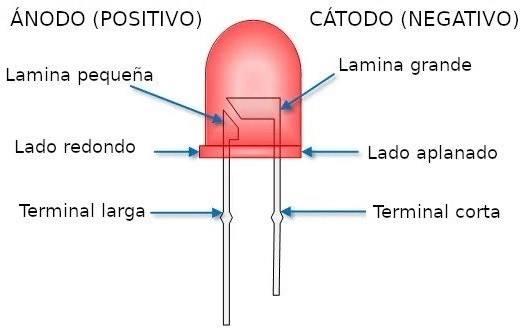 ÁNODO (POSITIVO)
CÁTODO (NEGATIVO)
Lamina pequeña
Lamina grande
Lado redondo
Lado aplanado
Terminal larga
Terminal corta